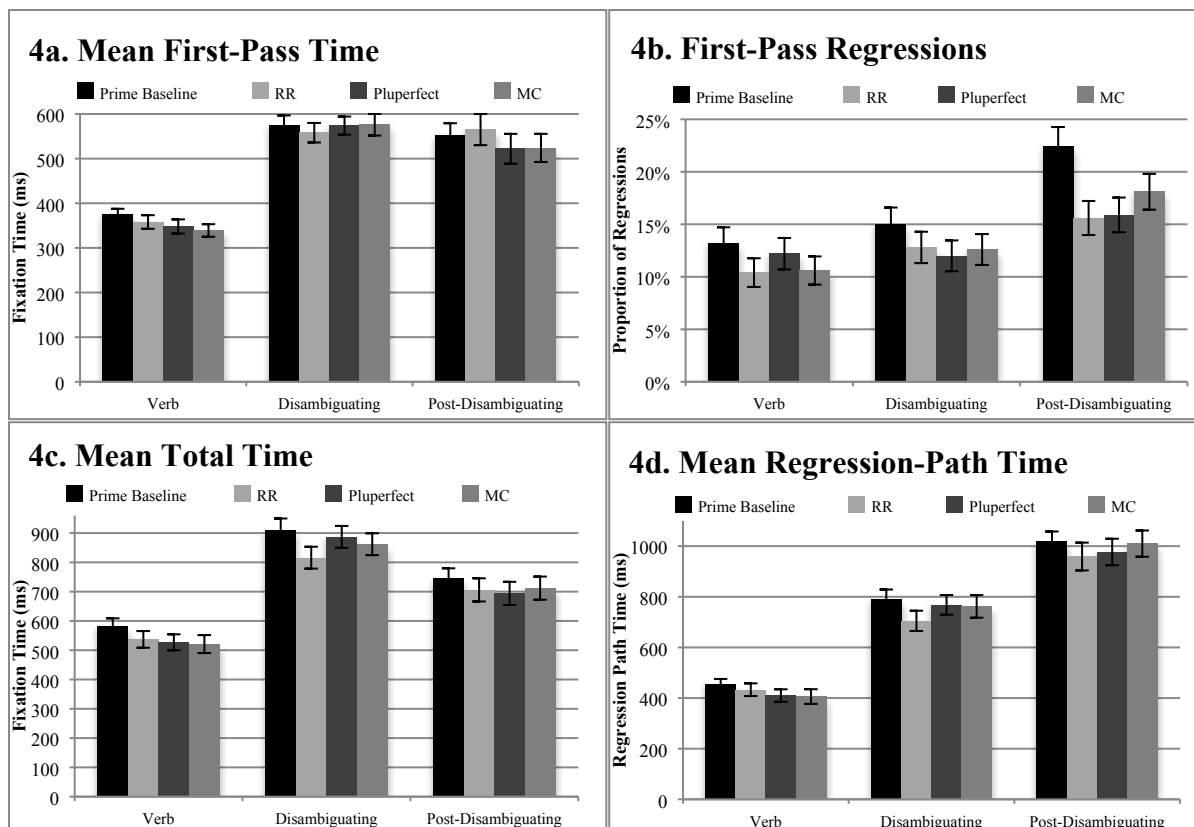 4a. Mean First-Pass Time
Prime Baseline RR Pluperfect MC
Fixation Time (ms)
600
500
400
300
200
100
0
Verb Disambiguating Post-Disambiguating
4b. First-Pass Regressions
Prime Baseline RR Pluperfect MC
Proportion of Regressions
25%
20%
15%
10%
5%
0%
Verb Disambiguating Post-Disambiguating
4c. Mean Total Time
Prime Baseline RR Pluperfect MC
Fixation Time (ms)
900
800
700
600
500
400
300
200
100
0
Verb Disambiguating Post-Disambiguating
4d. Mean Regression-Path Time
Prime Baseline RR Pluperfect MC
Regression Path Time (ms)
1000
800
600
400
200
0
Verb Disambiguating Post-Disambiguating